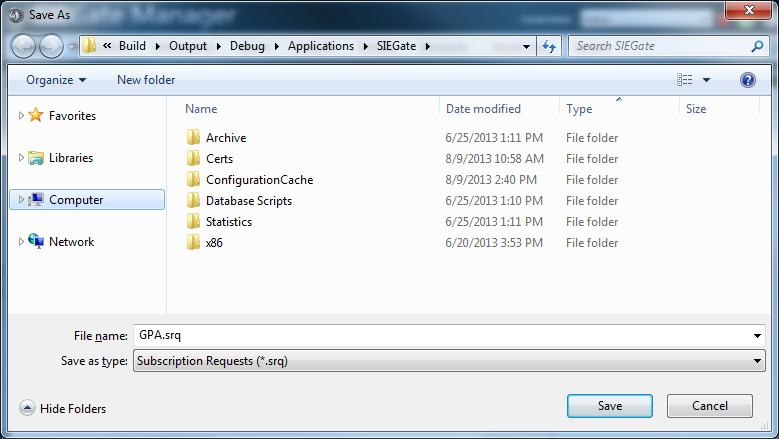 Save As
Gate Manager
« Build Output Debug Applications SIEGate
Search SIEGate
Organize New folder
Name Date modified Type Size
Favorites
Libraries
Computer
Network
Archive 6/25/2013 1:11 PM File folder
Certs 8/9/2013 10:58 AM File folder
ConfigurationCache 8/9/2013 2:40 PM File folder
Database Scripts 6/25/2013 1:10 PM File folder
Statistics 6/25/2013 1:11 PM File folder
x86 6/20/2013 3:53 PM File folder
File name: GPA.srq
Save as type: Subscription Requests (*.srq)
Hide Folders
Save Cancel